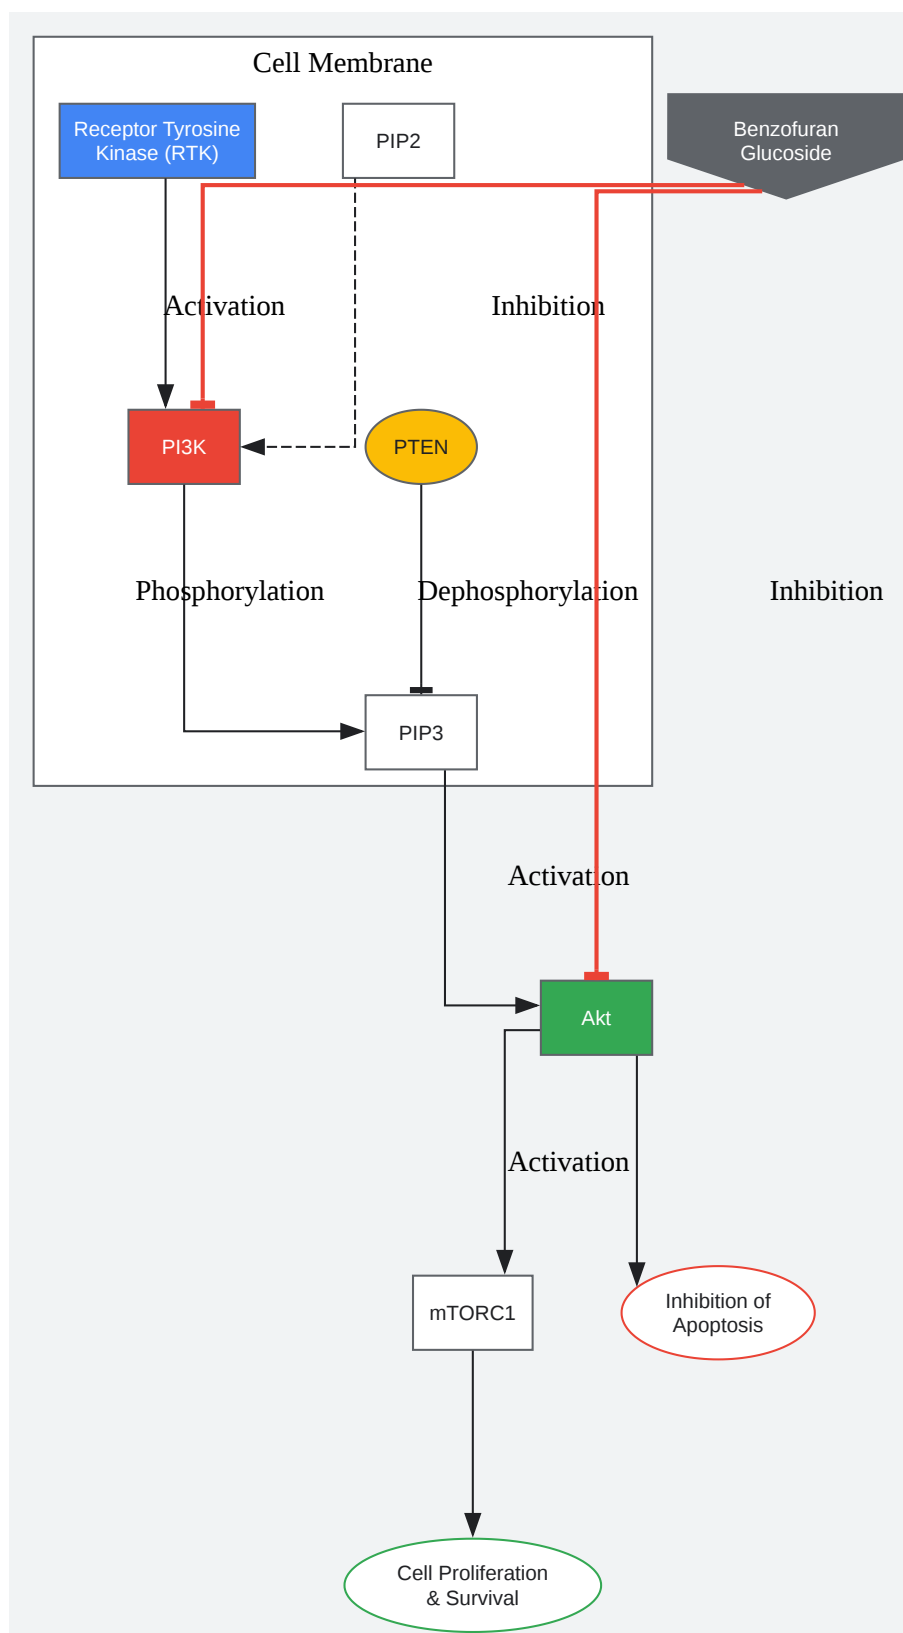 Cell Membrane
Receptor Tyrosine
Kinase (RTK)
PIP2
Benzofuran
Glucoside
Activation
Inhibition
PI3K
PTEN
Phosphorylation
Dephosphorylation
Inhibition
PIP3
Activation
Akt
Activation
mTORC1
Inhibition of
Apoptosis
Cell Proliferation
& Survival